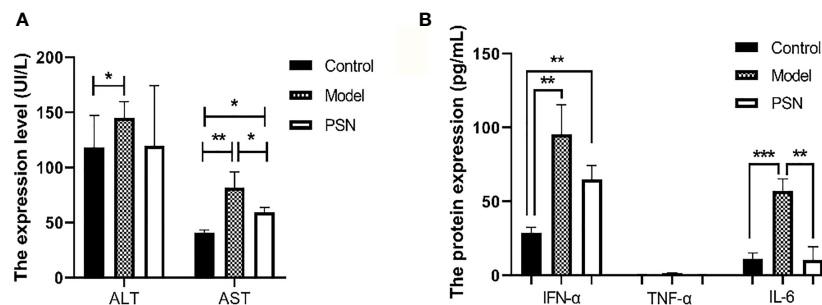 A
The expression level (UI/L)
200
150
100
50
0
*
**
*
*
ALT
AST
Control
Model
PSN
B
The protein expression (pg/mL)
150
100
50
0
**
**
***
**
IFN-α
TNF-α
IL-6
Control
Model
PSN